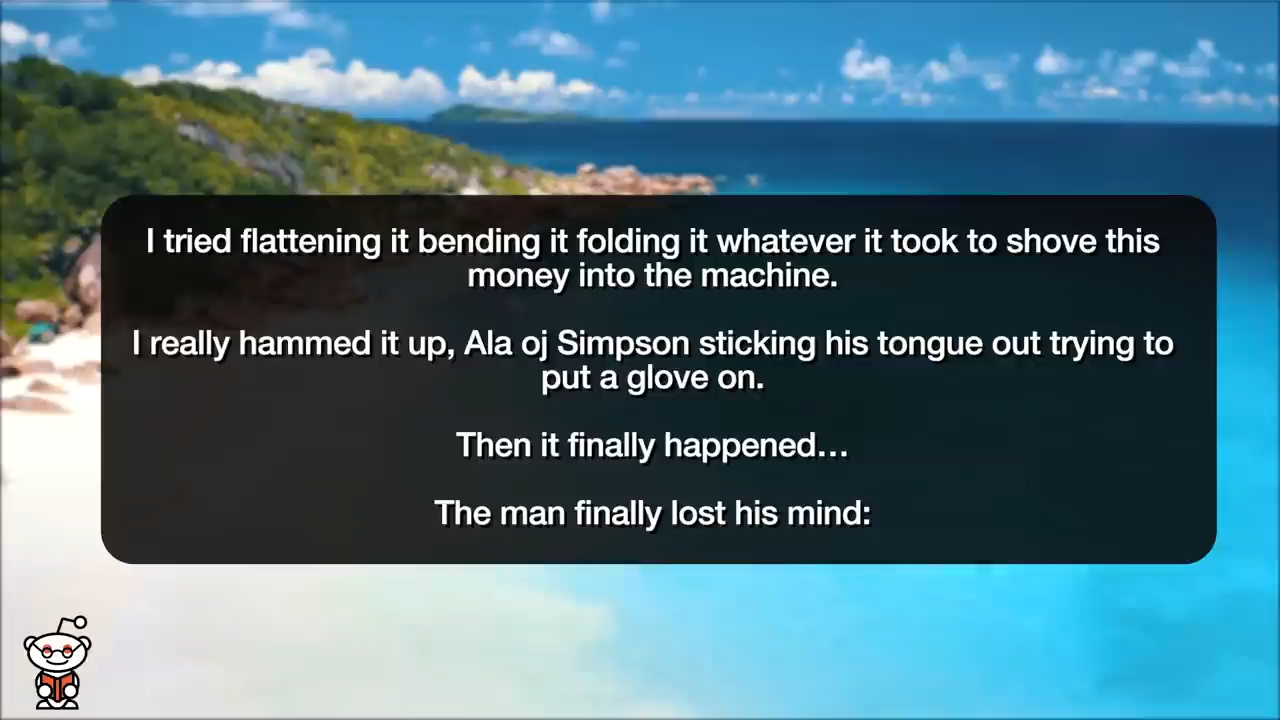 I tried flattening it bending it folding it whatever it took to shove this
money into the machine.
I really hammed it up, Ala oj Simpson sticking his tongue out trying to
put a glove on.
Then it finally happened...
The man finally lost his mind: